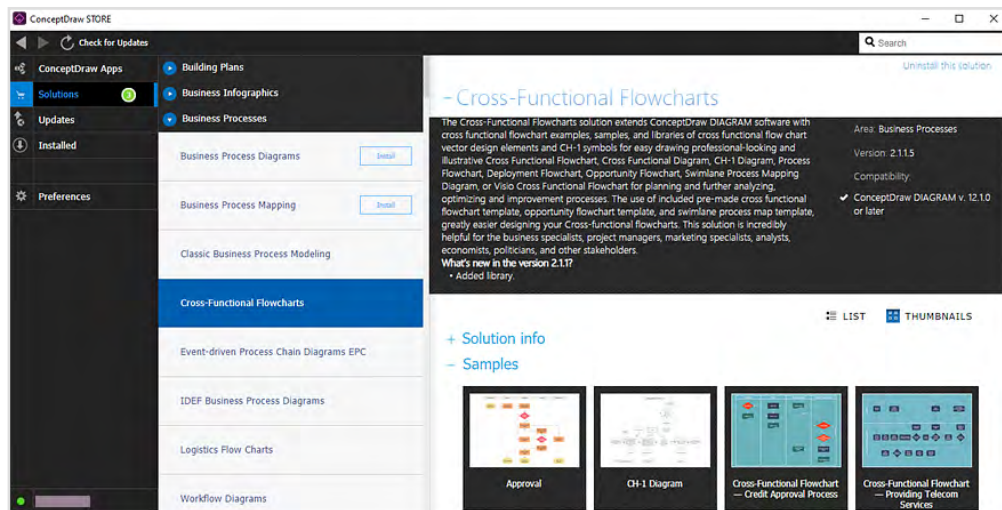 ConceptDraw STORE
Check for Updates
Search
ConceptDraw Apps
Solutions
Updates
Installed
Preferences
Building Plans
Business Infographics
Business Processes
Business Process Diagrams
Install
Business Process Mapping
Install
Classic Business Process Modeling
Cross-Functional Flowcharts
Event-driven Process Chain Diagrams EPC
IDEF Business Process Diagrams
Logistics Flow Charts
Workflow Diagrams
Uninstall this solution
Cross-Functional Flowcharts
The Cross-Functional Flowcharts solution extends ConceptDraw DIAGRAM software with
cross functional flowchart examples, samples, and libraries of cross functional flow chart
vector design elements and CH-1 symbols for easy drawing professional-looking and
illustrative Cross Functional Flowchart, Cross Functional Diagram, CH-1 Diagram, Process
Flowchart, Deployment Flowchart, Opportunity Flowchart, Swimlane Process Mapping
Diagram, or Visio Cross Functional Flowchart for planning and further analyzing,
optimizing and improvement processes. The use of included pre-made cross functional
flowchart template, opportunity flowchart template, and swimlane process map template,
greatly easier designing your Cross-functional flowcharts. This solution is incredibly
helpful for the business specialists, project managers, marketing specialists, analysts,
economists, politicians, and other stakeholders.
What's new in the version 2.1.1?
• Added library.
Area: Business Processes
Version: 2.1.1.5
Compatibility:
ConceptDraw DIAGRAM v. 12.1.0
or later
LIST
THUMBNAILS
+ Solution info
− Samples
Approval
CH-1 Diagram
Cross-Functional Flowchart
— Credit Approval Process
Cross-Functional Flowchart
— Providing Telecom
Services